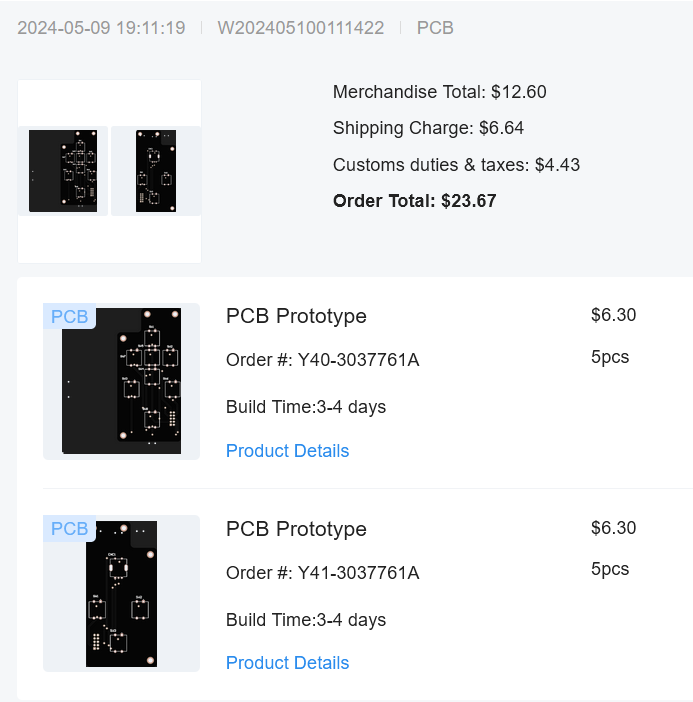 2024-05-09 19:11:19 | W202405100111422 | PCB
Merchandise Total: $12.60
Shipping Charge: $6.64
Customs duties & taxes: $4.43
Order Total: $23.67
PCB
PCB Prototype $6.30
Order #: Y40-3037761A 5pcs
Build Time:3-4 days
Product Details
PCB
PCB Prototype $6.30
Order #: Y41-3037761A 5pcs
Build Time:3-4 days
Product Details